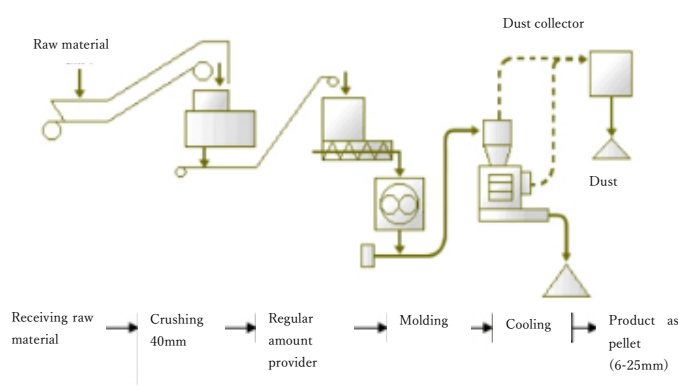 Dust collector
Raw material
Dust
Receiving raw
material
Crushing
40mm
Regular
amount
provider
Molding
Cooling
Product as
pellet
(6-25mm)